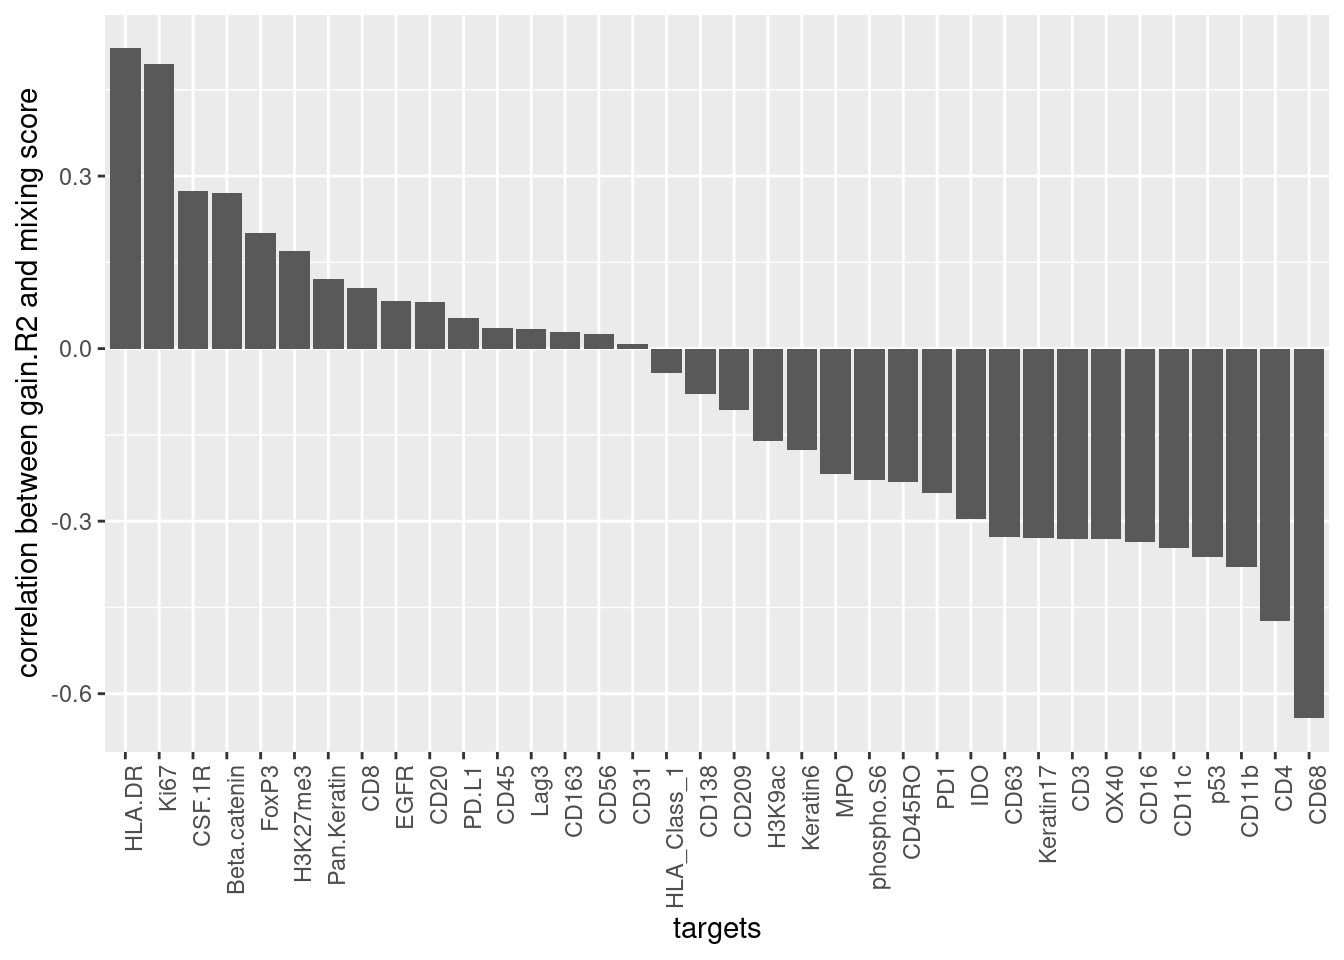 correlation between gain.R2 and mixing score
0.3
0.0
-0.3
-0.6
HLA.DR
Ki67
CSF.1R
Beta.catenin
FoxP3
H3K27me3
Pan.Keratin
CD8
EGFR
CD20
PD.L1
CD45
Lag3
CD163
CD56
CD31
HLA_Class_1
CD138
CD209
H3K9ac
Keratin6
MPO
phospho.S6
CD45RO
PD1
IDO
CD63
Keratin17
CD3
OX40
CD16
CD11c
p53
CD11b
CD4
CD68
targets